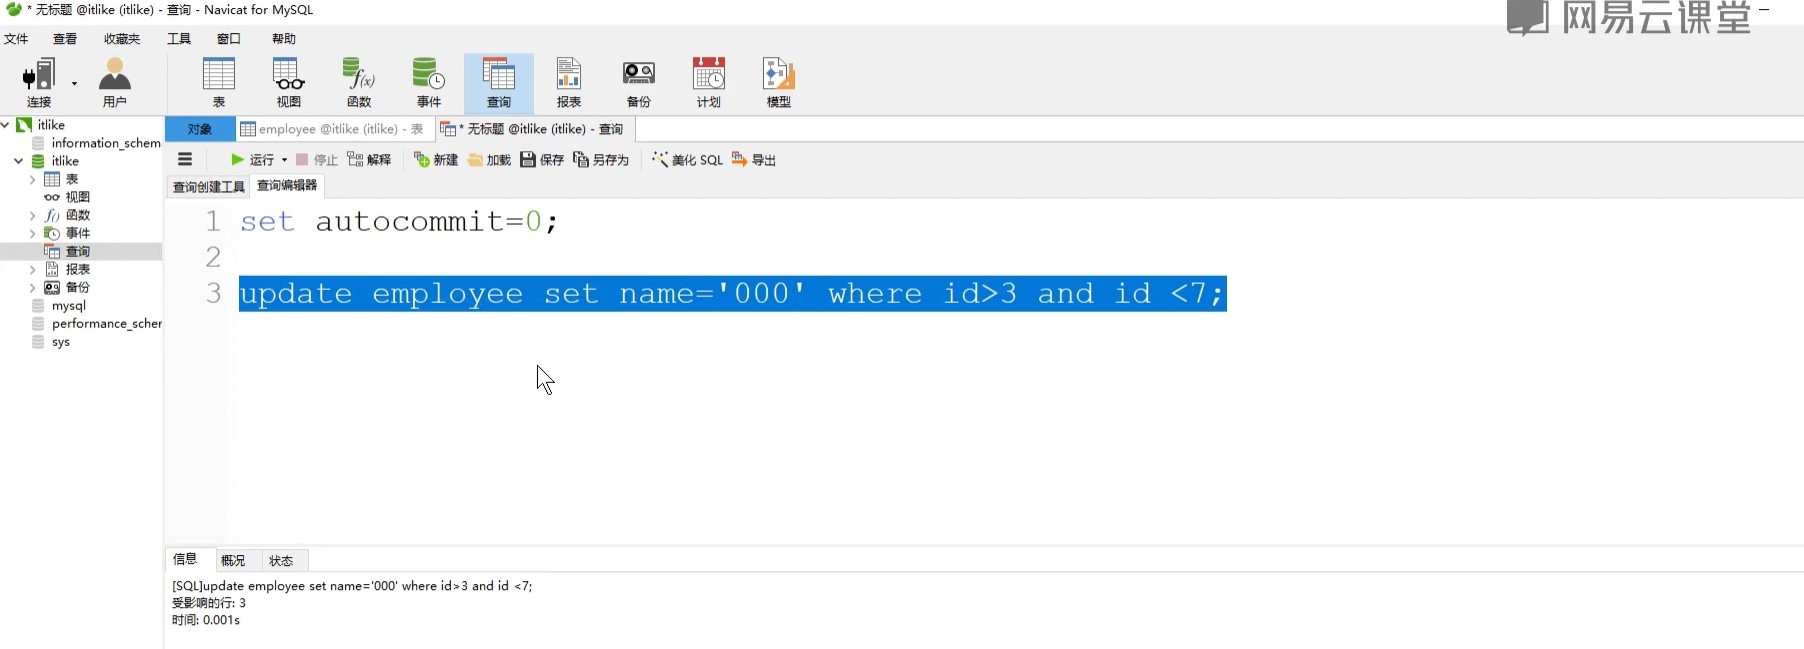 * 无标题 @itlike (itlike) - 查询 - Navicat for MySQL
网易云课堂
文件 查看 收藏夹 工具 窗口 帮助
连接 用户 表 视图 函数 事件 查询 报表 备份 计划 模型
itlike
information_schem
itlike
表
视图
函数
事件
查询
报表
备份
mysql
performance_scher
sys
对象 employee @itlike (itlike) - 表 * 无标题 @itlike (itlike) - 查询
运行 停止 解释 新建 加载 保存 另存为 美化 SQL 导出
查询创建工具 查询编辑器
1 set autocommit=0;
2
3 update employee set name='000' where id>3 and id <7;
信息 概况 状态
[SQL]update employee set name='000' where id>3 and id <7;
受影响的行: 3
时间: 0.001s